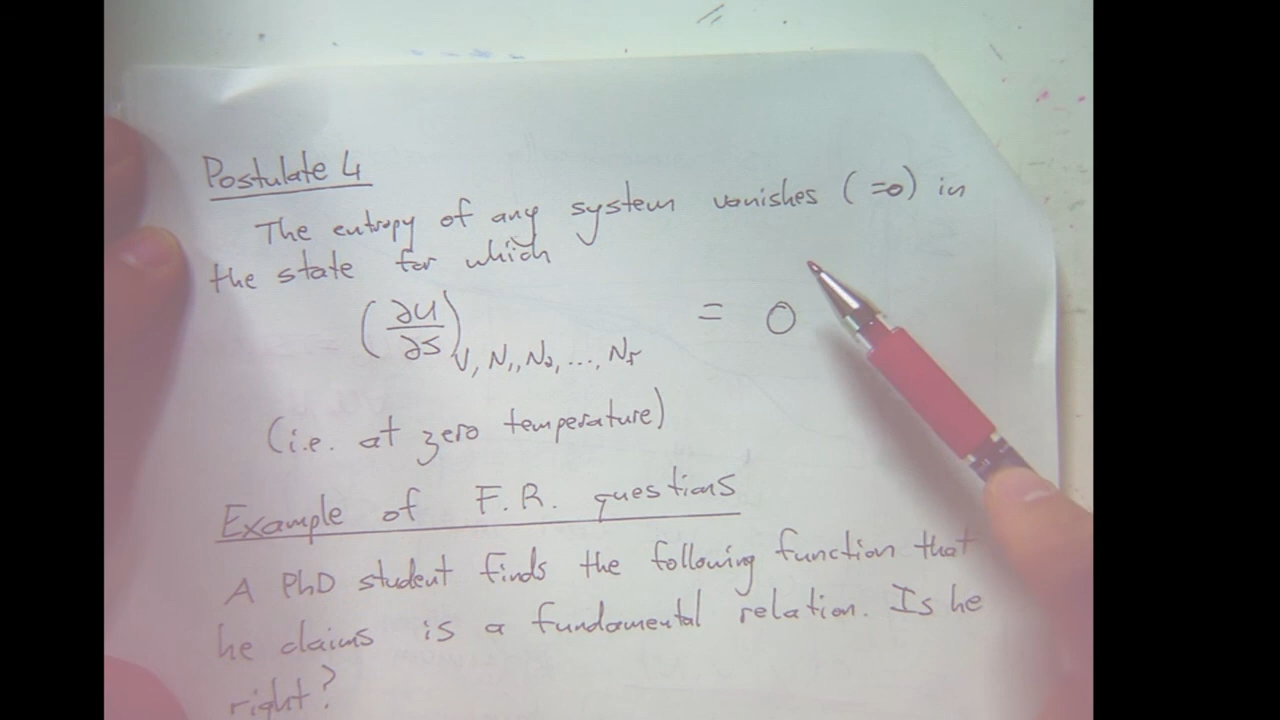 Postulate 4
The entropy of any system vanishes (=0) in
the state for which
(∂U/∂S)V, N1, N2, ..., Nr = 0
(i.e. at zero temperature)
Example of F.R. questions
A PhD student finds the following function that
he claims is a fundamental relation. Is he
right?